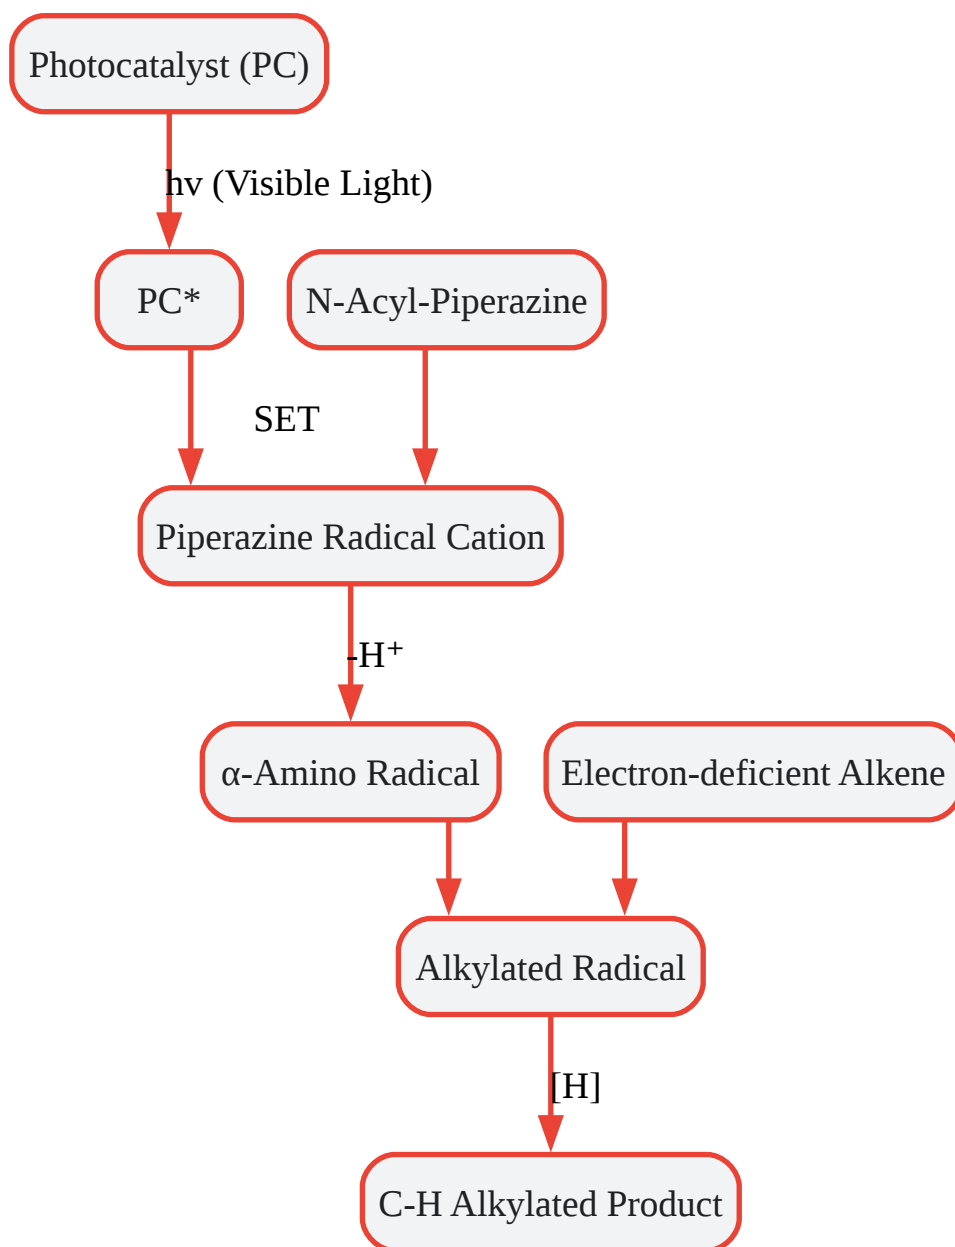 Photocatalyst (PC)
hv (Visible Light)
PC*
N-Acyl-Piperazine
SET
Piperazine Radical Cation
-H⁺
α-Amino Radical
Electron-deficient Alkene
Alkylated Radical
[H]
C-H Alkylated Product